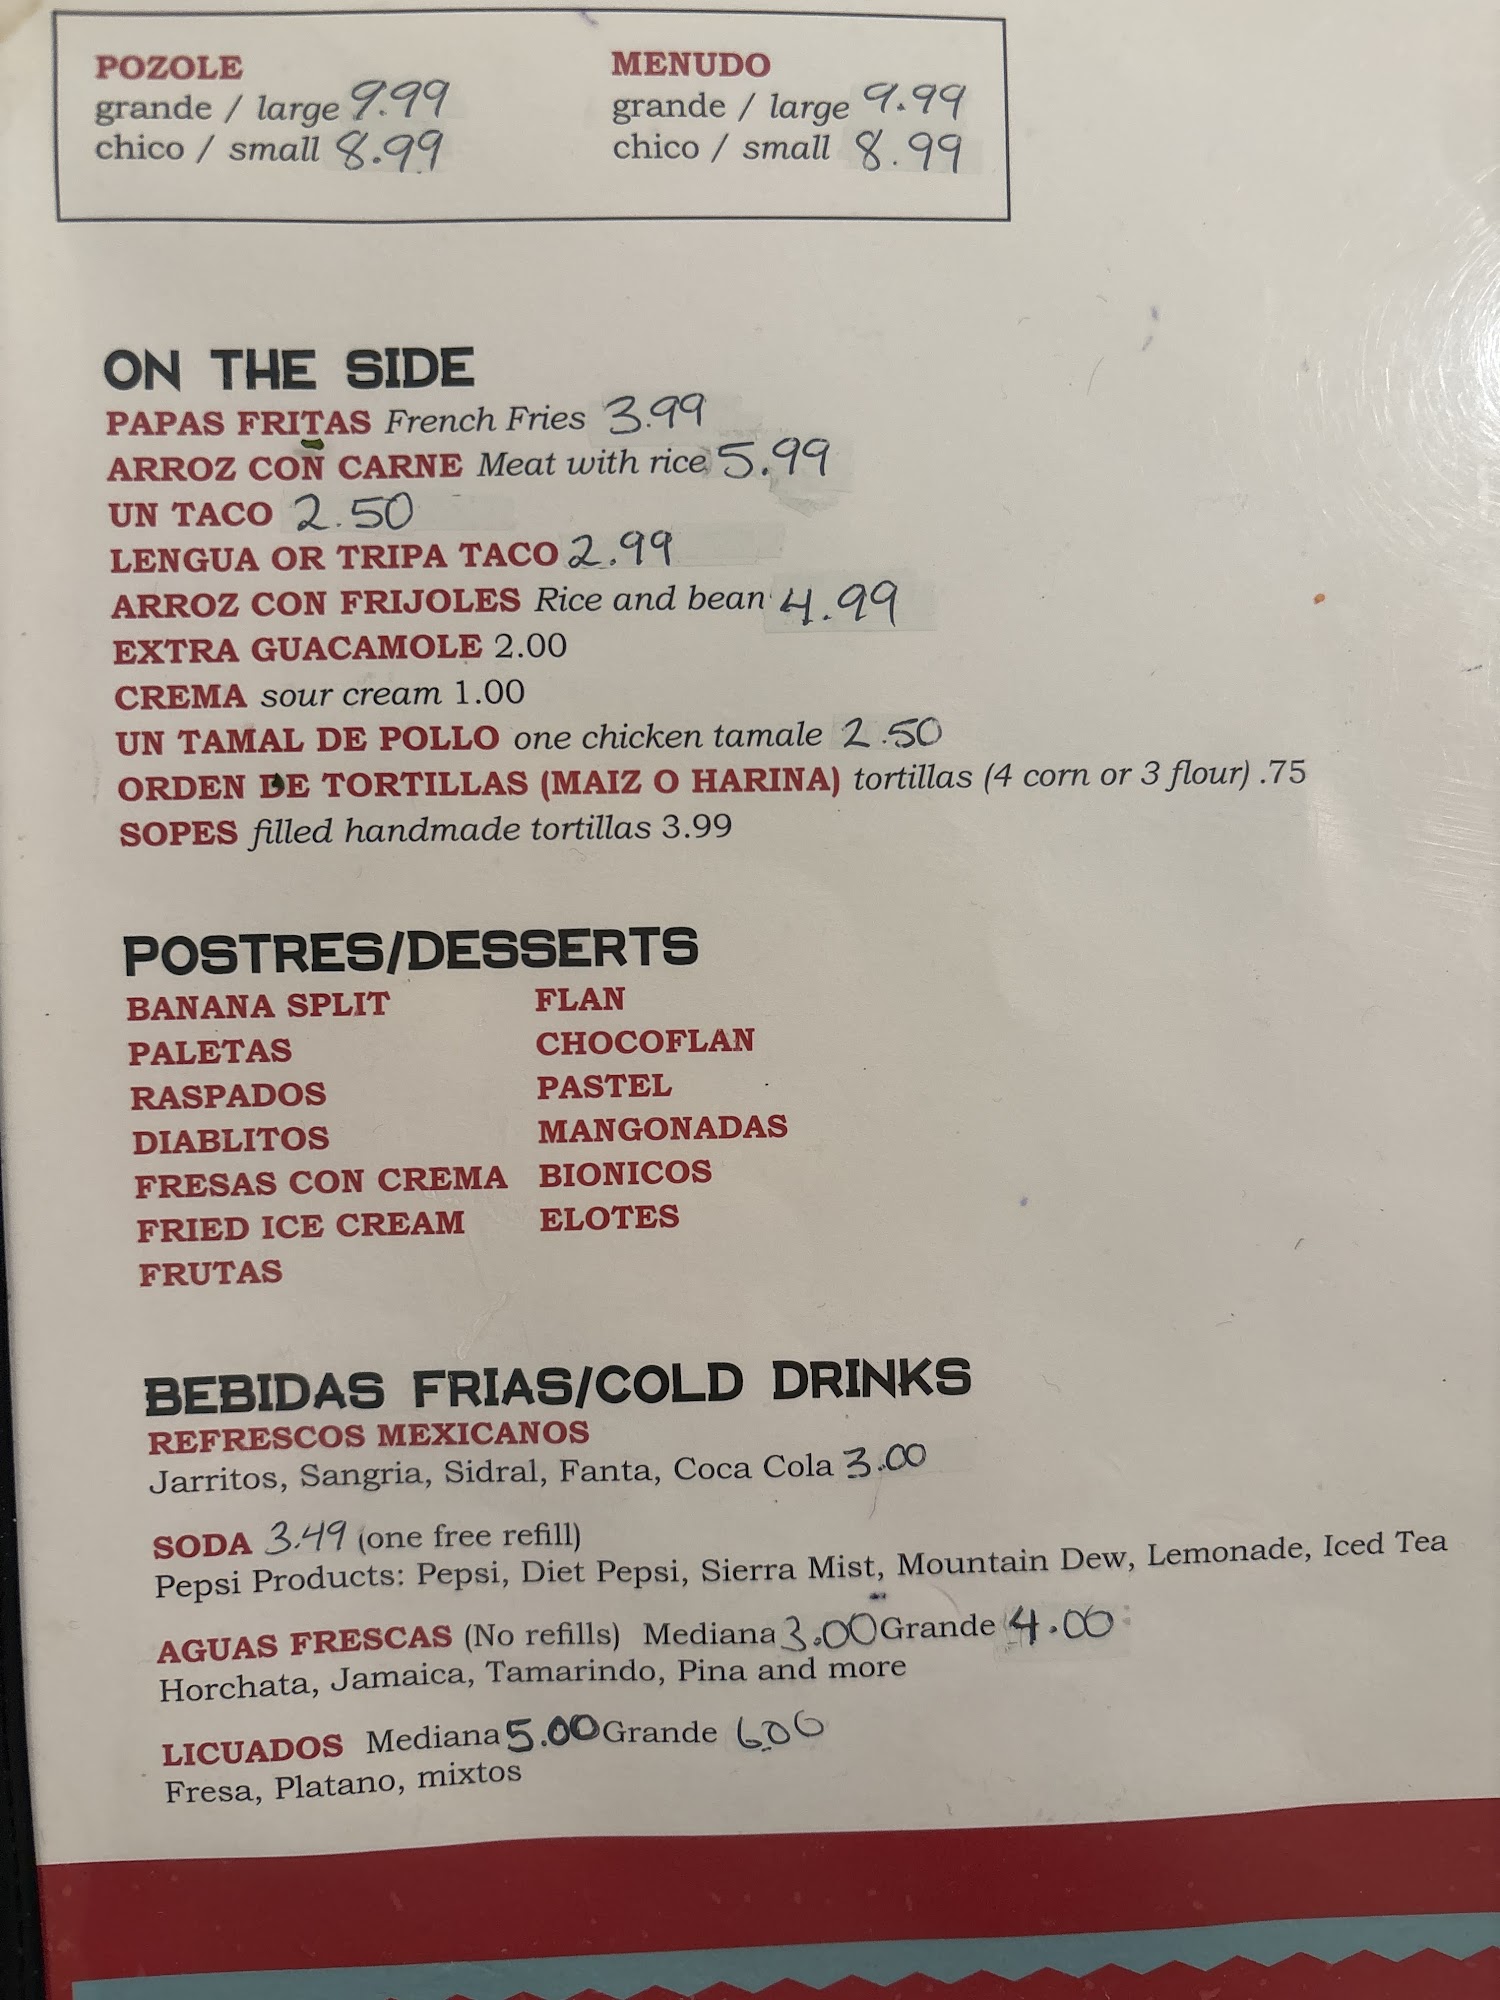 POZOLE
grande / large 9.99
chico / small 8.99
MENUDO
grande / large 9.99
chico / small 8.99
ON THE SIDE
PAPAS FRITAS French Fries 3.99
ARROZ CON CARNE Meat with rice 5.99
UN TACO 2.50
LENGUA OR TRIPA TACO 2.99
ARROZ CON FRIJOLES Rice and bean 4.99
EXTRA GUACAMOLE 2.00
CREMA sour cream 1.00
UN TAMAL DE POLLO one chicken tamale 2.50
ORDEN DE TORTILLAS (MAIZ O HARINA) tortillas (4 corn or 3 flour) .75
SOPES filled handmade tortillas 3.99
POSTRES/DESSERTS
BANANA SPLIT
PALETAS
RASPADOS
DIABLITOS
FRESAS CON CREMA
FRIED ICE CREAM
FRUTAS
FLAN
CHOCOFLAN
PASTEL
MANGONADAS
BIONICOS
ELOTES
BEBIDAS FRIAS/COLD DRINKS
REFRESCOS MEXICANOS
Jarritos, Sangria, Sidral, Fanta, Coca Cola 3.00
SODA 3.49 (one free refill)
Pepsi Products: Pepsi, Diet Pepsi, Sierra Mist, Mountain Dew, Lemonade, Iced Tea
AGUAS FRESCAS (No refills) Mediana 3.00 Grande 4.00
Horchata, Jamaica, Tamarindo, Pina and more
LICUADOS Mediana 5.00 Grande 6.00
Fresa, Platano, mixtos